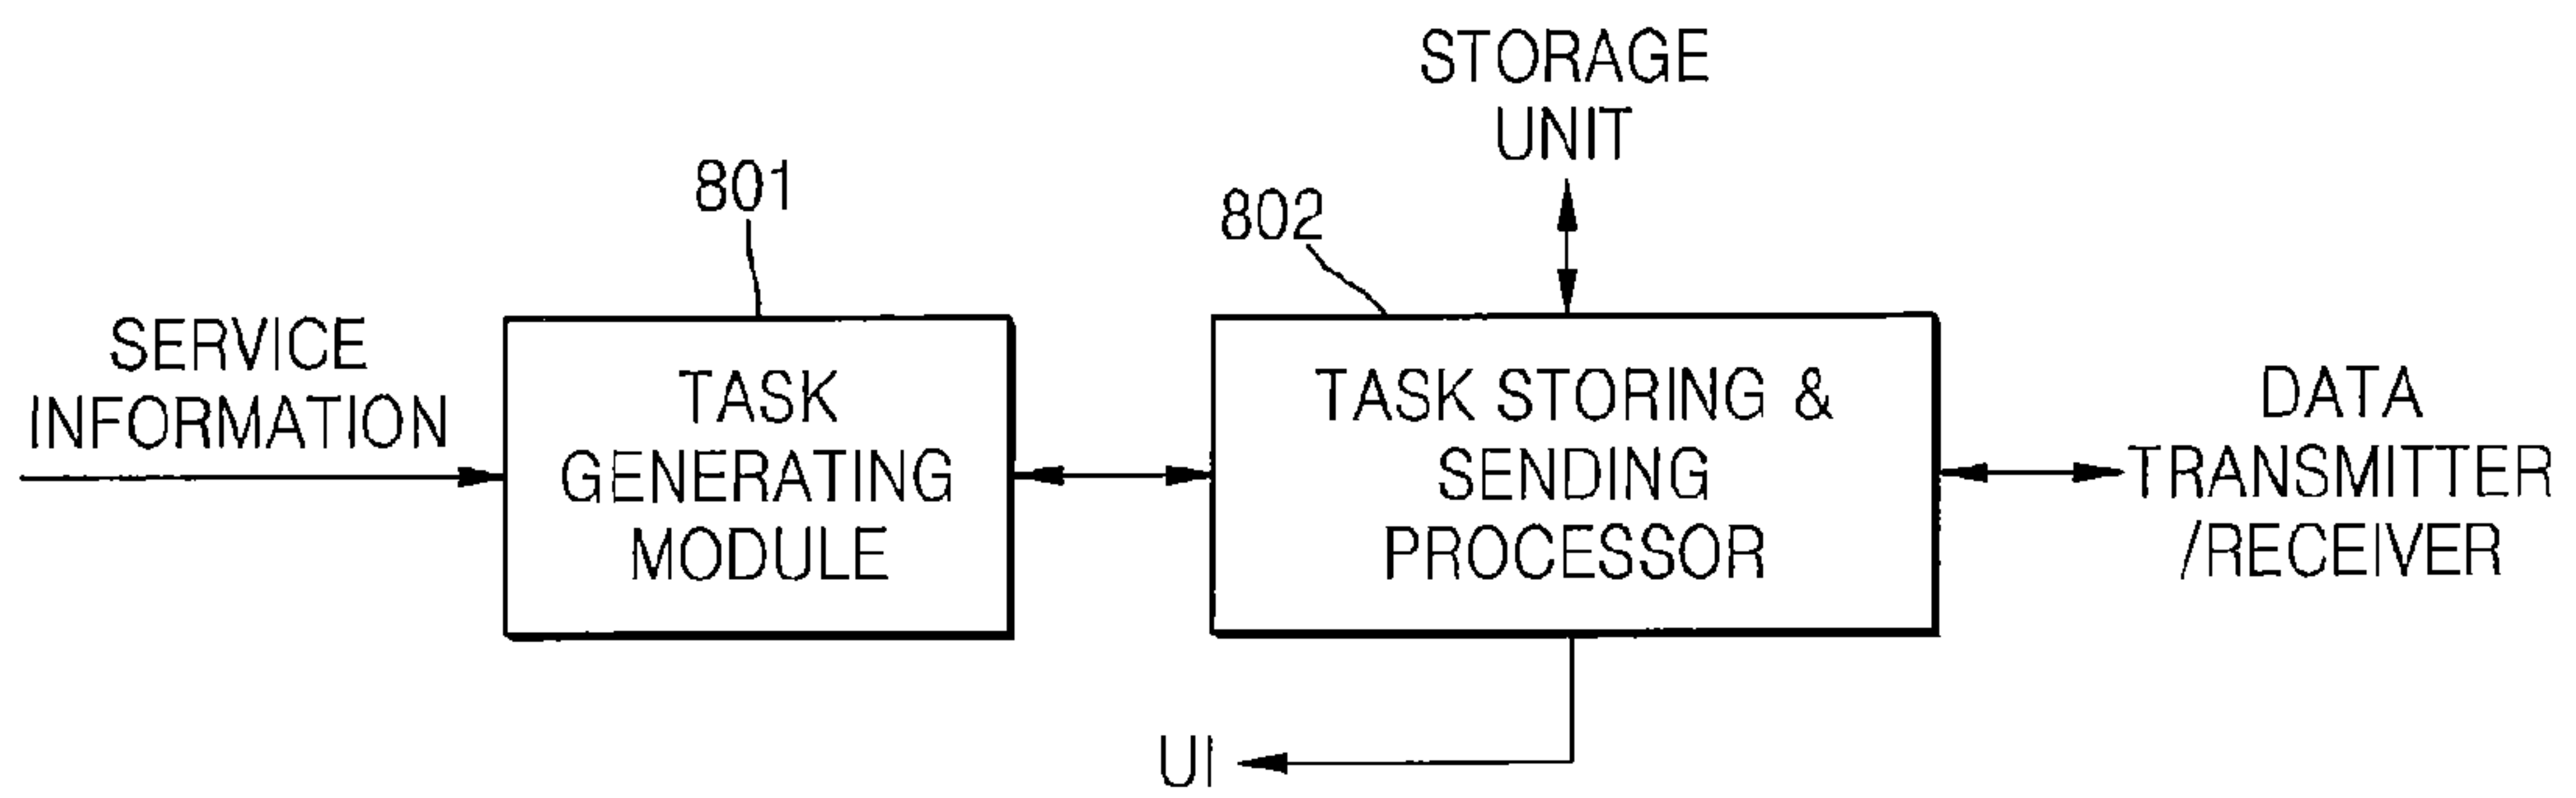 STORAGE
UNIT
801
802
SERVICE
INFORMATION
TASK
GENERATING
MODULE
TASK STORING &
SENDING
PROCESSOR
DATA
TRANSMITTER
/RECEIVER
UI